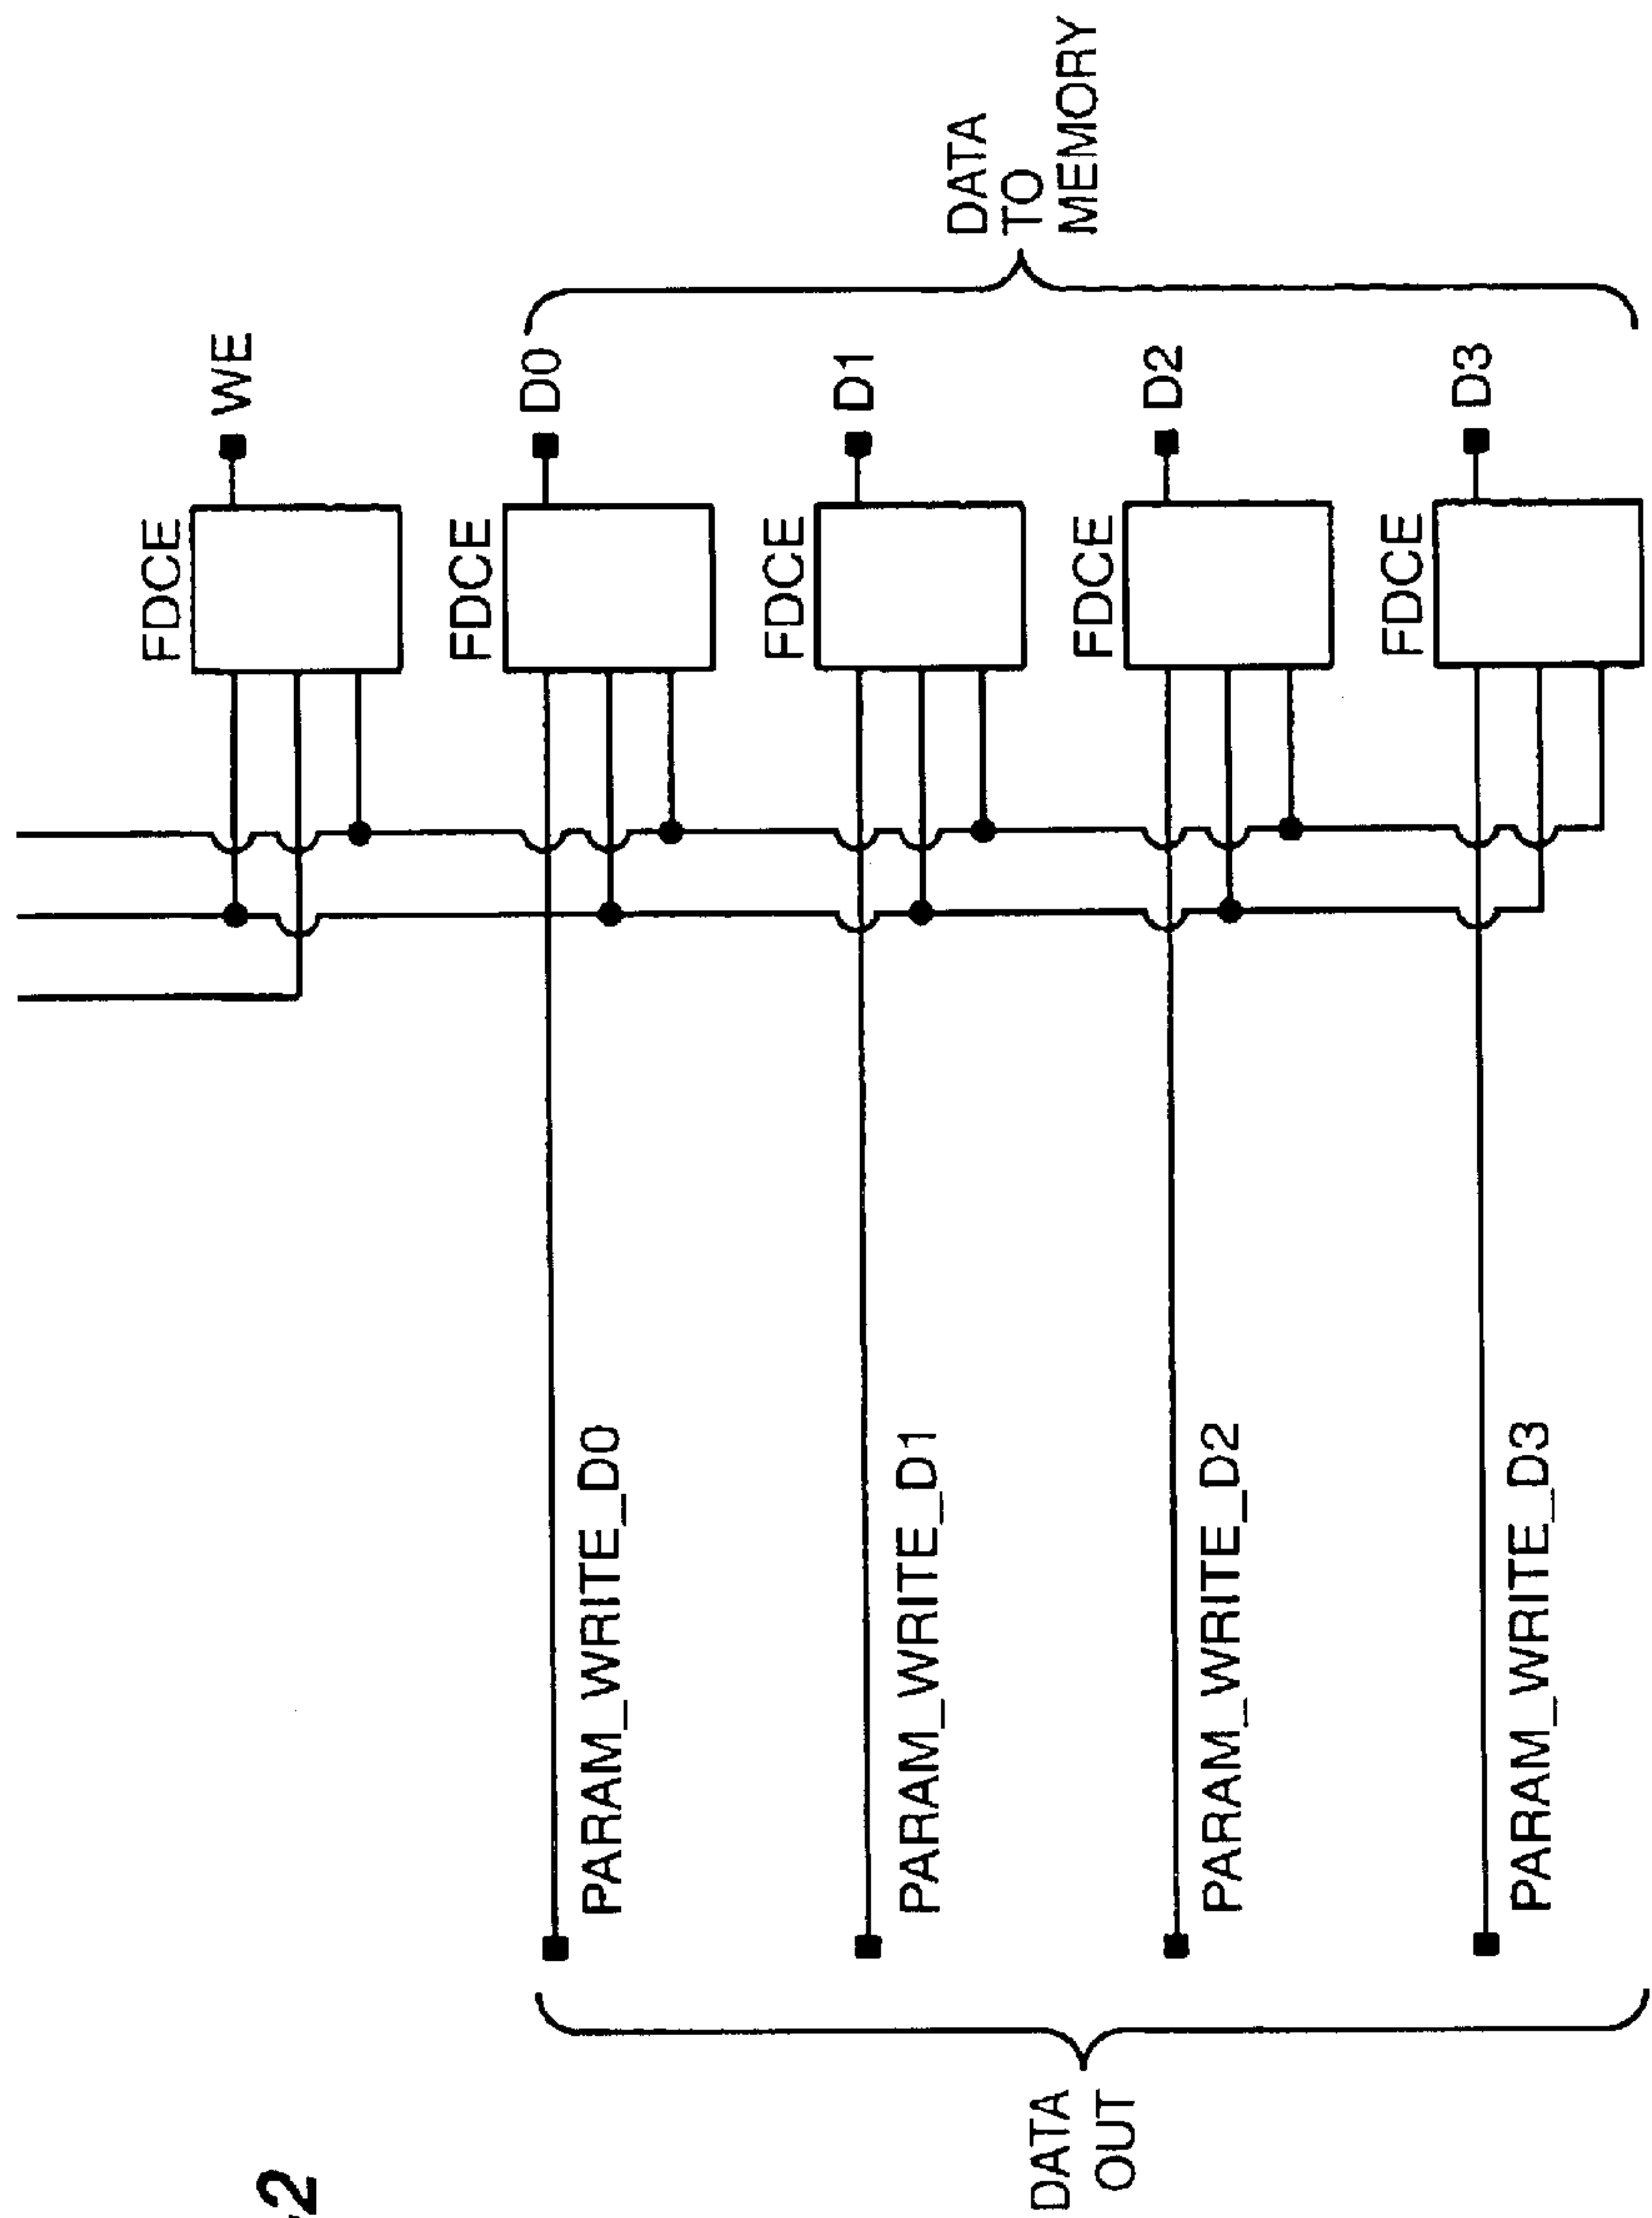 FDCE
WE
FDCE
D0
PARAM_WRITE_D0
FDCE
D1
PARAM_WRITE_D1
FDCE
D2
PARAM_WRITE_D2
FDCE
D3
PARAM_WRITE_D3
DATA
OUT
DATA
TO
MEMORY